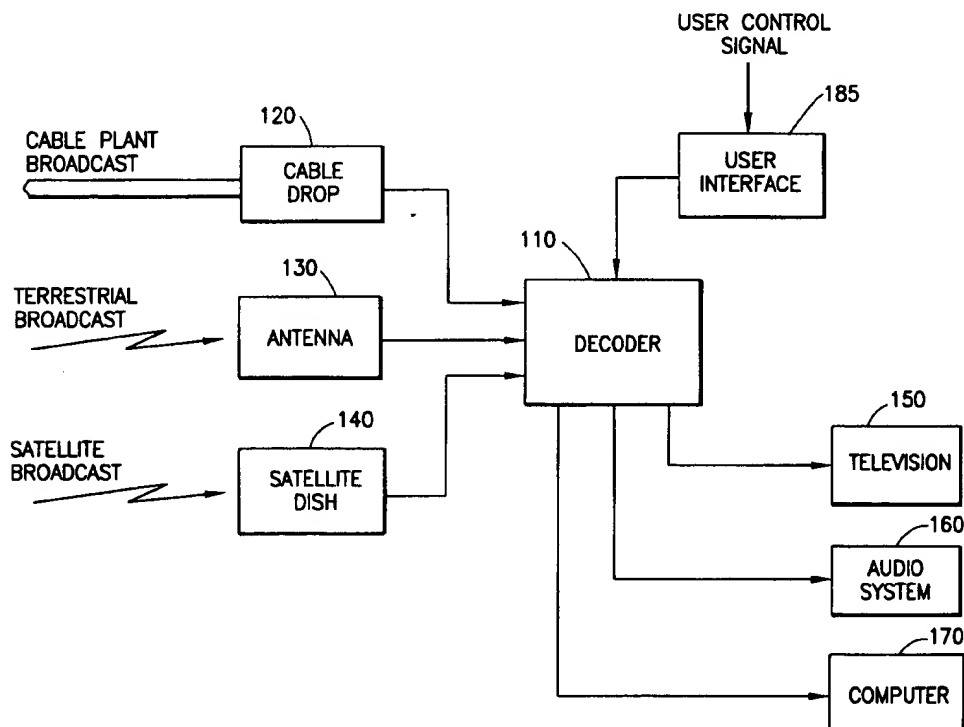 USER CONTROL
SIGNAL
185
USER
INTERFACE
CABLE PLANT
BROADCAST
120
CABLE
DROP
110
DECODER
TERRESTRIAL
BROADCAST
130
ANTENNA
SATELLITE
BROADCAST
140
SATELLITE
DISH
150
TELEVISION
160
AUDIO
SYSTEM
170
COMPUTER